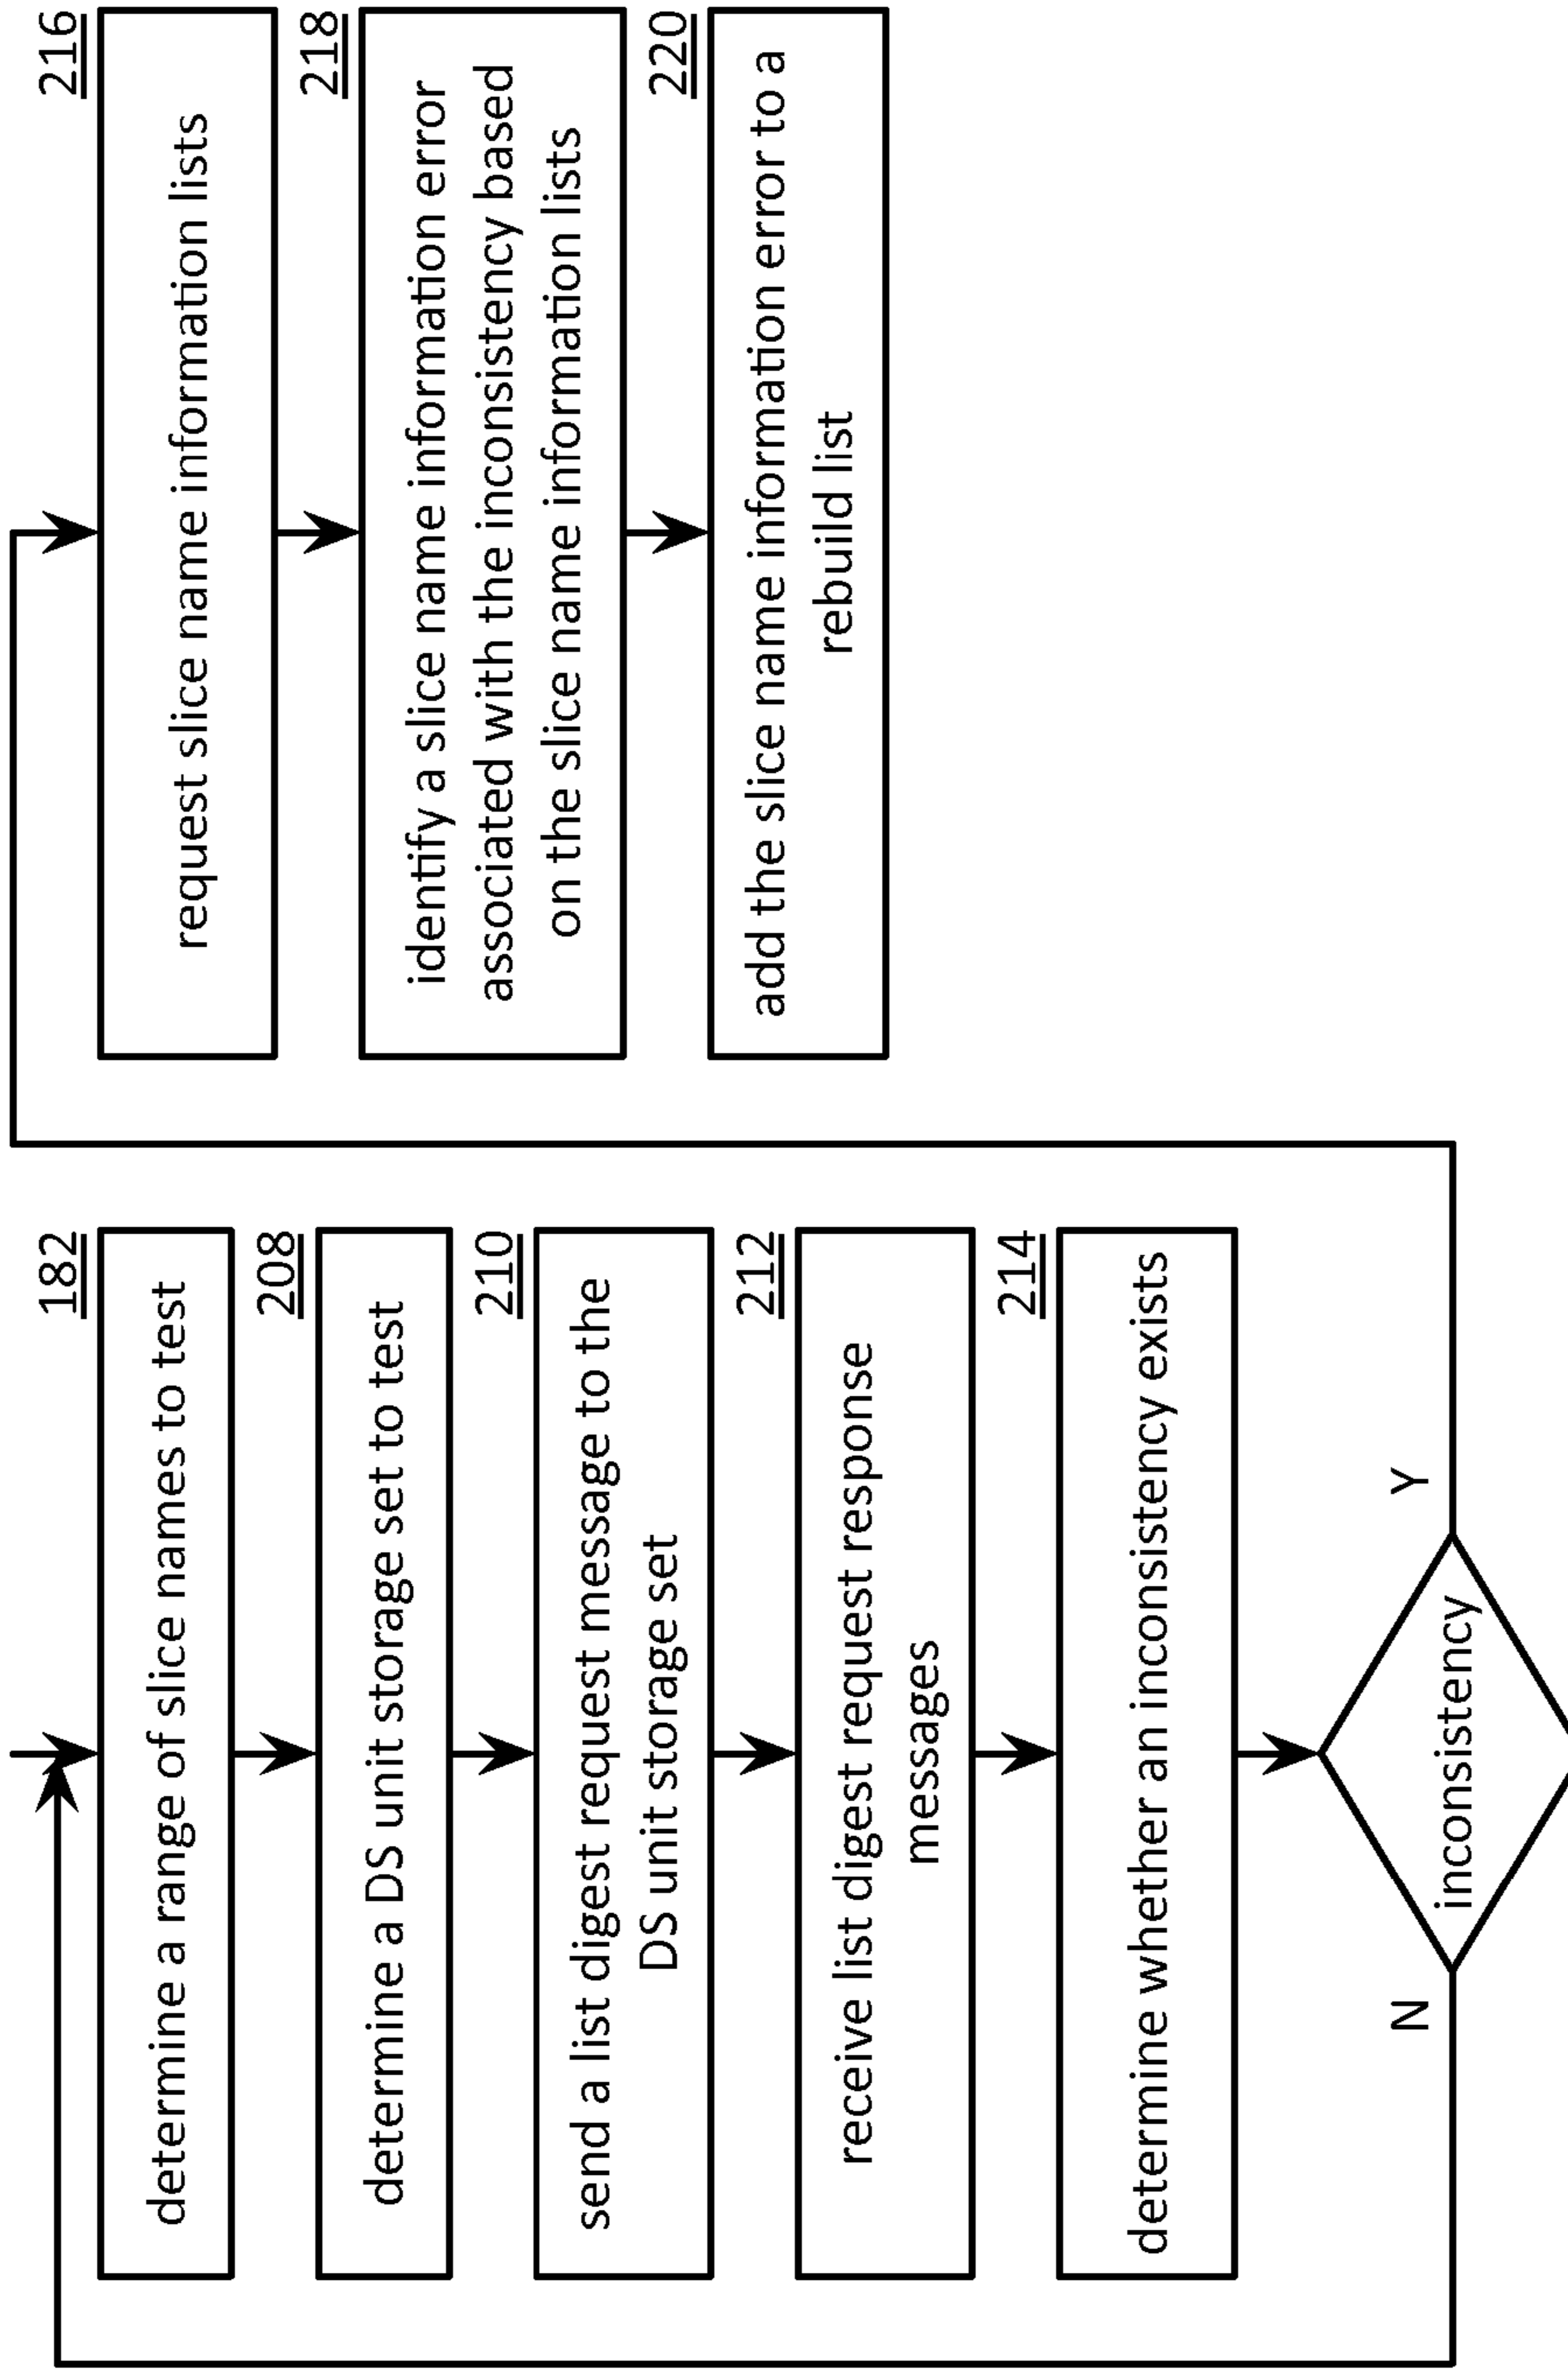 182
determine a range of slice names to test
208
determine a DS unit storage set to test
210
send a list digest request message to the
DS unit storage set
212
receive list digest request response
messages
214
determine whether an inconsistency exists
N
inconsistency
Y
216
request slice name information lists
218
identify a slice name information error
associated with the inconsistency based
on the slice name information lists
220
add the slice name information error to a
rebuild list